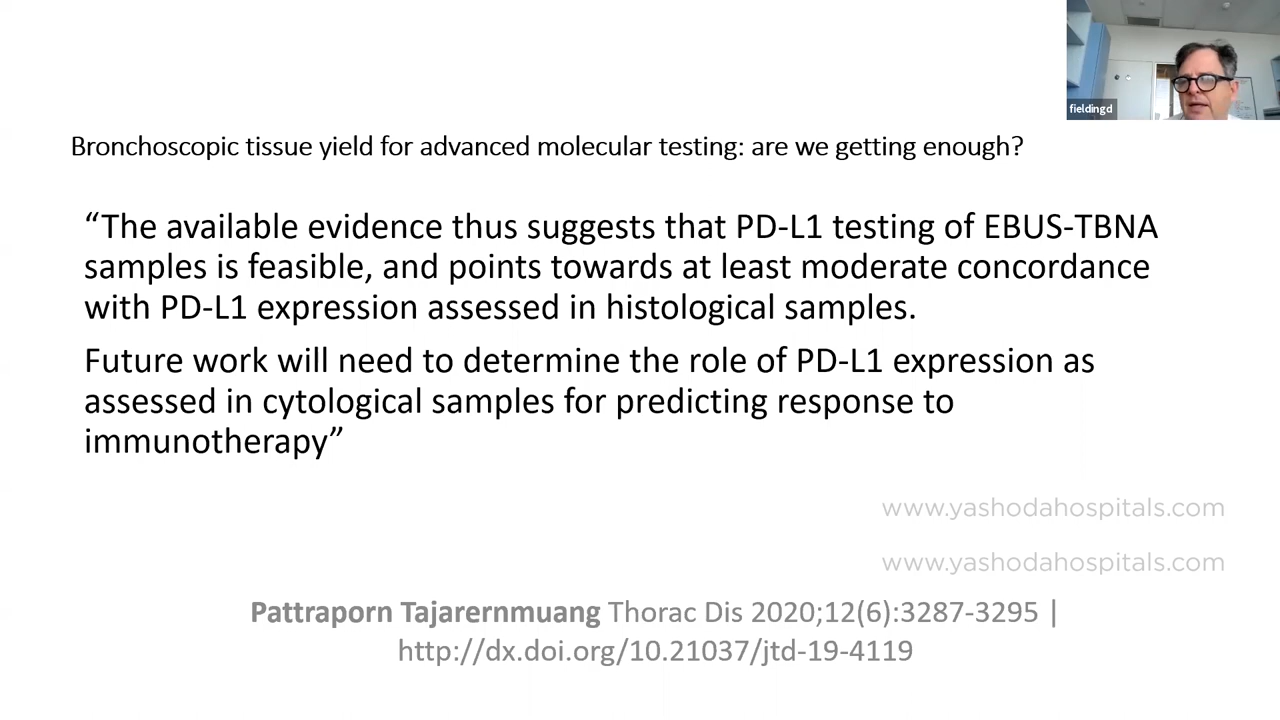 fieldingd
Bronchoscopic tissue yield for advanced molecular testing: are we getting enough?
“The available evidence thus suggests that PD-L1 testing of EBUS-TBNA
samples is feasible, and points towards at least moderate concordance
with PD-L1 expression assessed in histological samples.
Future work will need to determine the role of PD-L1 expression as
assessed in cytological samples for predicting response to
immunotherapy”
www.yashodahospitals.com
www.yashodahospitals.com
Pattraporn Tajarernmuang Thorac Dis 2020;12(6):3287-3295 |
http://dx.doi.org/10.21037/jtd-19-4119